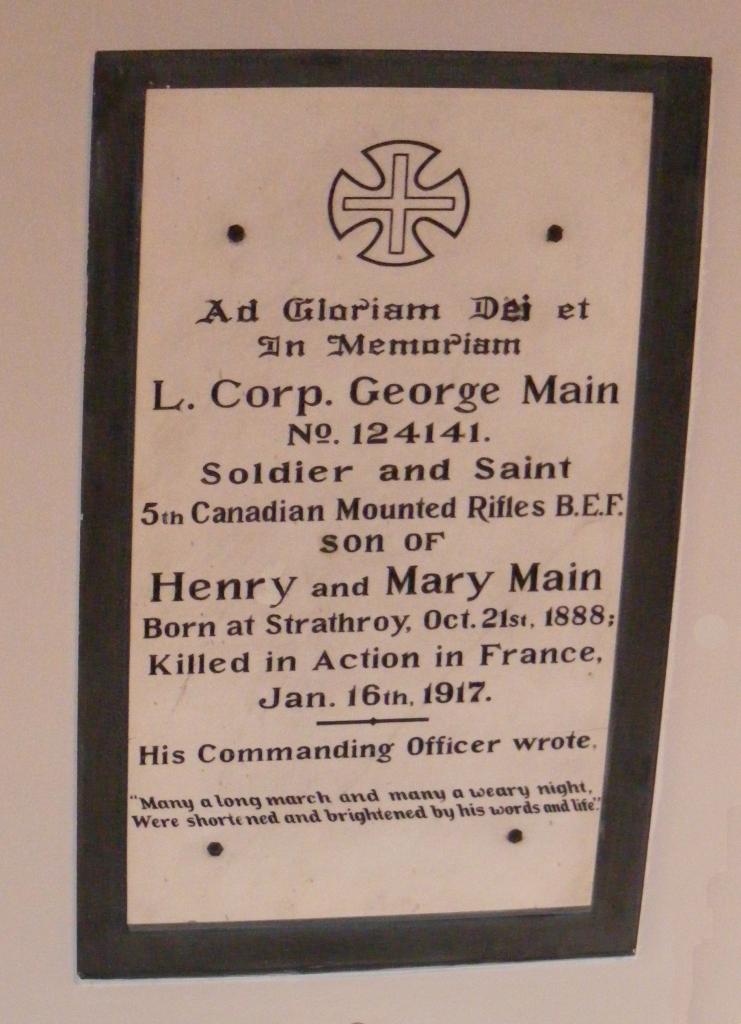 Ad Gloriam Dei et
In Memoriam
L. Corp. George Main
No. 124141.
Soldier and Saint
5th Canadian Mounted Rifles B.E.F.
SON OF
Henry and Mary Main
Born at Strathroy, Oct. 21st, 1888;
Killed in Action in France,
Jan. 16th, 1917.
His Commanding Officer wrote,
"Many a long march and many a weary night,
Were shortened and brightened by his words and life."